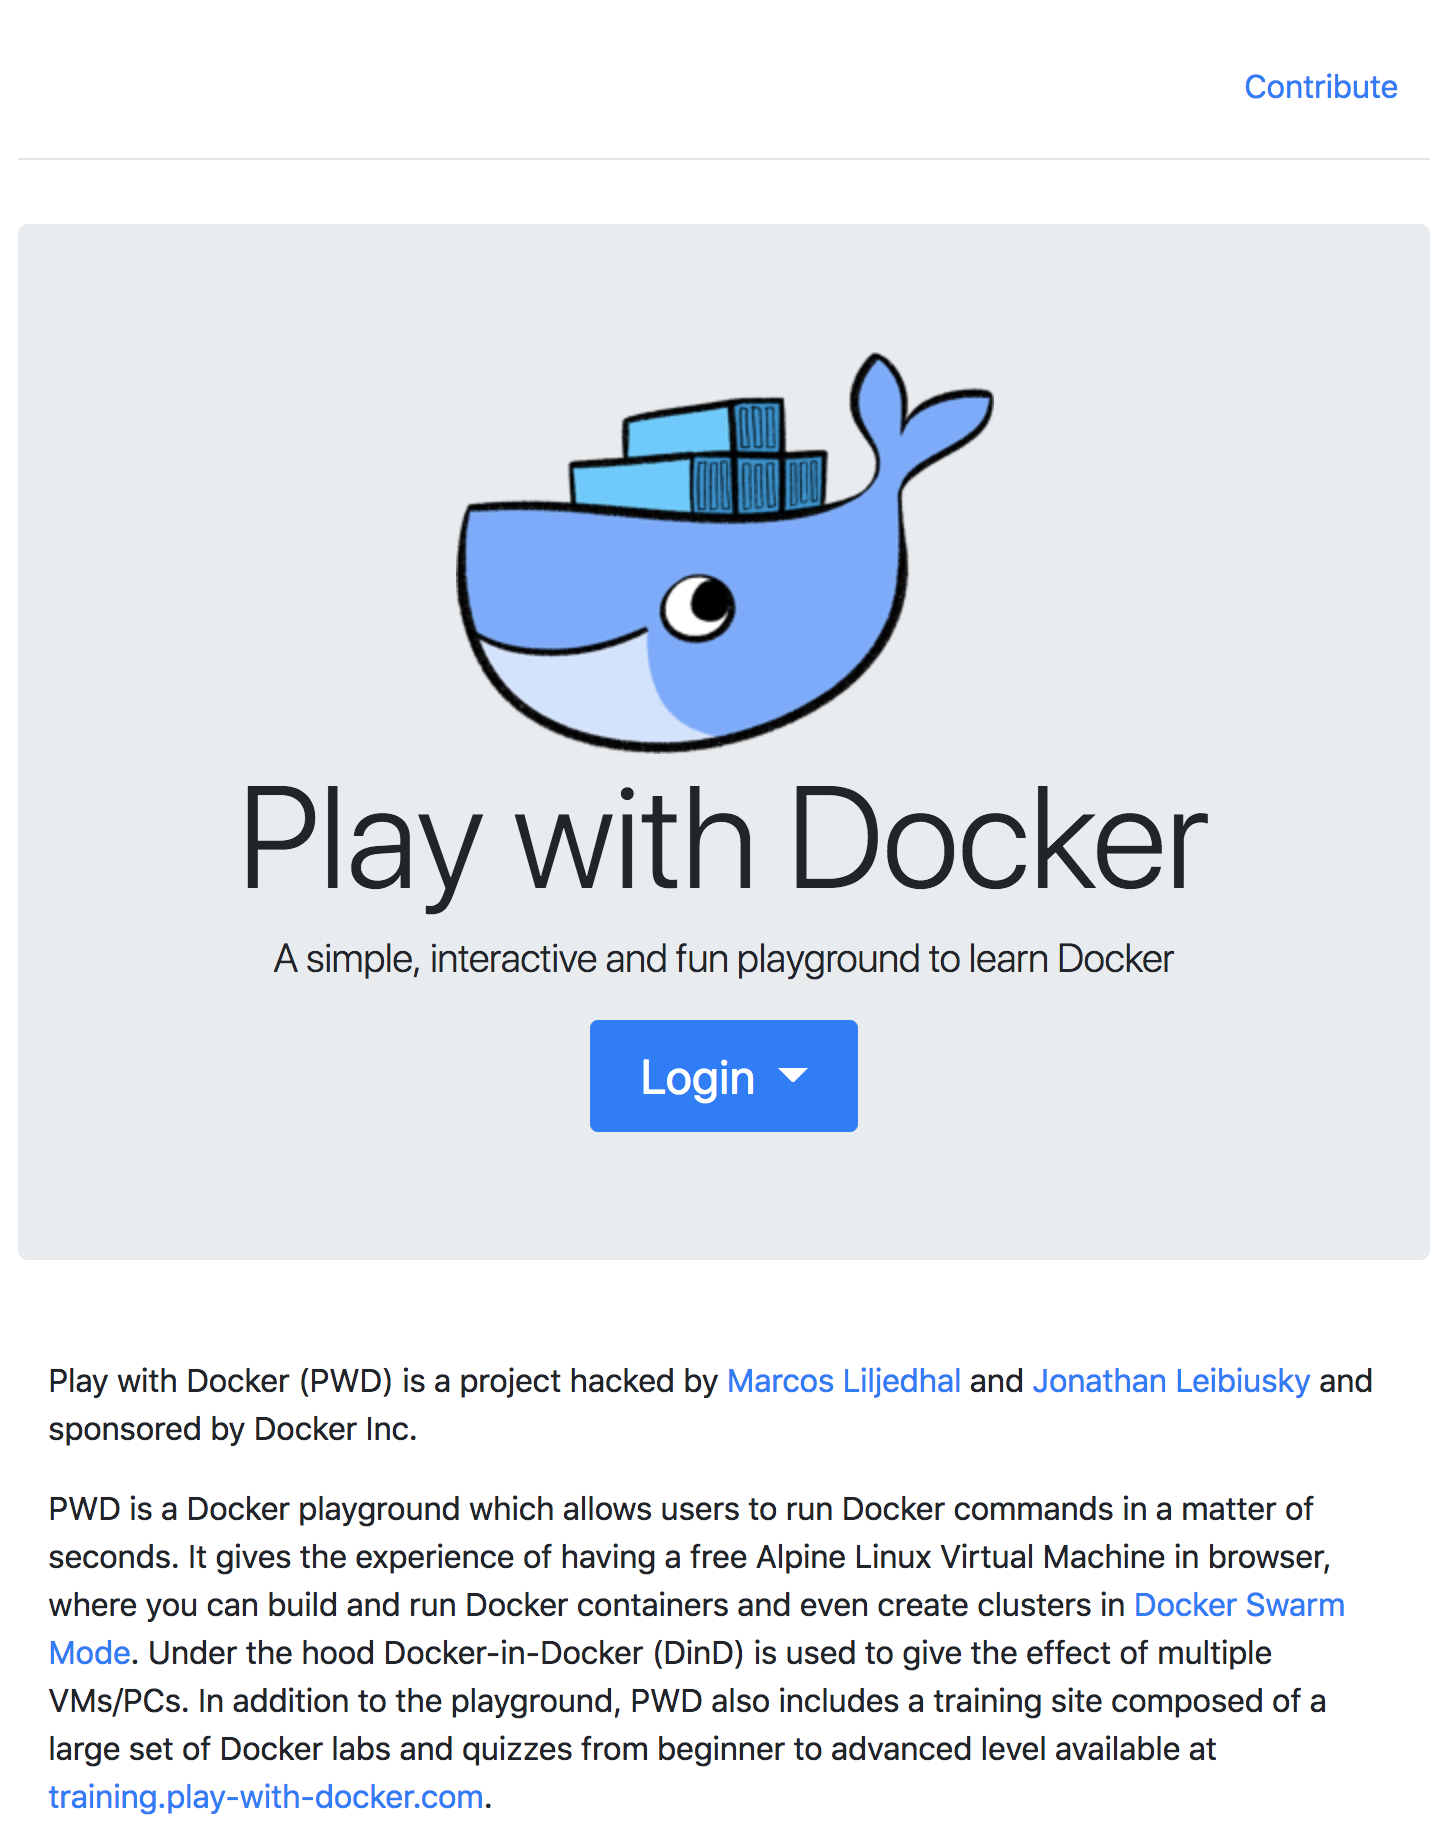 Contribute
Play with Docker
A simple, interactive and fun playground to learn Docker
Login
Play with Docker (PWD) is a project hacked by Marcos Liljedhal and Jonathan Leibiusky and
sponsored by Docker Inc.
PWD is a Docker playground which allows users to run Docker commands in a matter of
seconds. It gives the experience of having a free Alpine Linux Virtual Machine in browser,
where you can build and run Docker containers and even create clusters in Docker Swarm
Mode. Under the hood Docker-in-Docker (DinD) is used to give the effect of multiple
VMs/PCs. In addition to the playground, PWD also includes a training site composed of a
large set of Docker labs and quizzes from beginner to advanced level available at
training.play-with-docker.com.